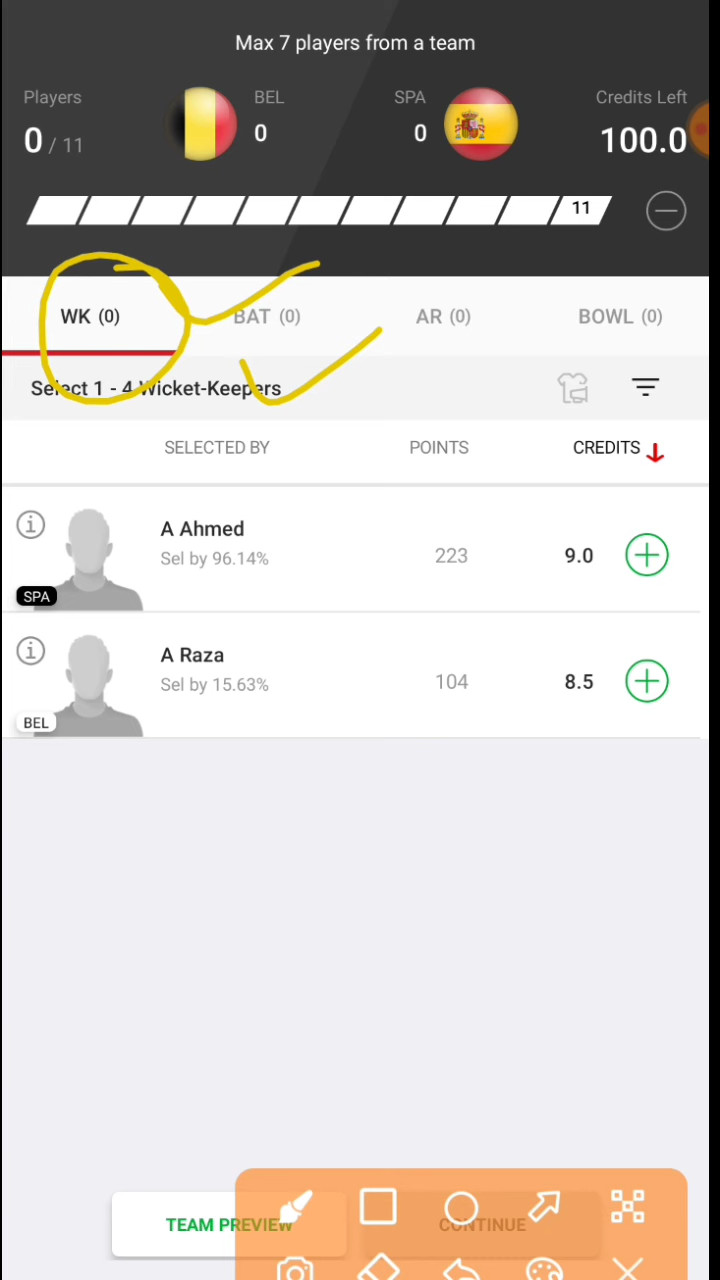 Max 7 players from a team
Players BEL SPA Credits Left
0 / 11 0 0 100.0
11
WK (0) BAT (0) AR (0) BOWL (0)
Select 1 - 4 Wicket-Keepers
SELECTED BY POINTS CREDITS
A Ahmed
Sel by 96.14% 223 9.0
SPA
A Raza
Sel by 15.63% 104 8.5
BEL
TEAM PREVIEW CONTINUE